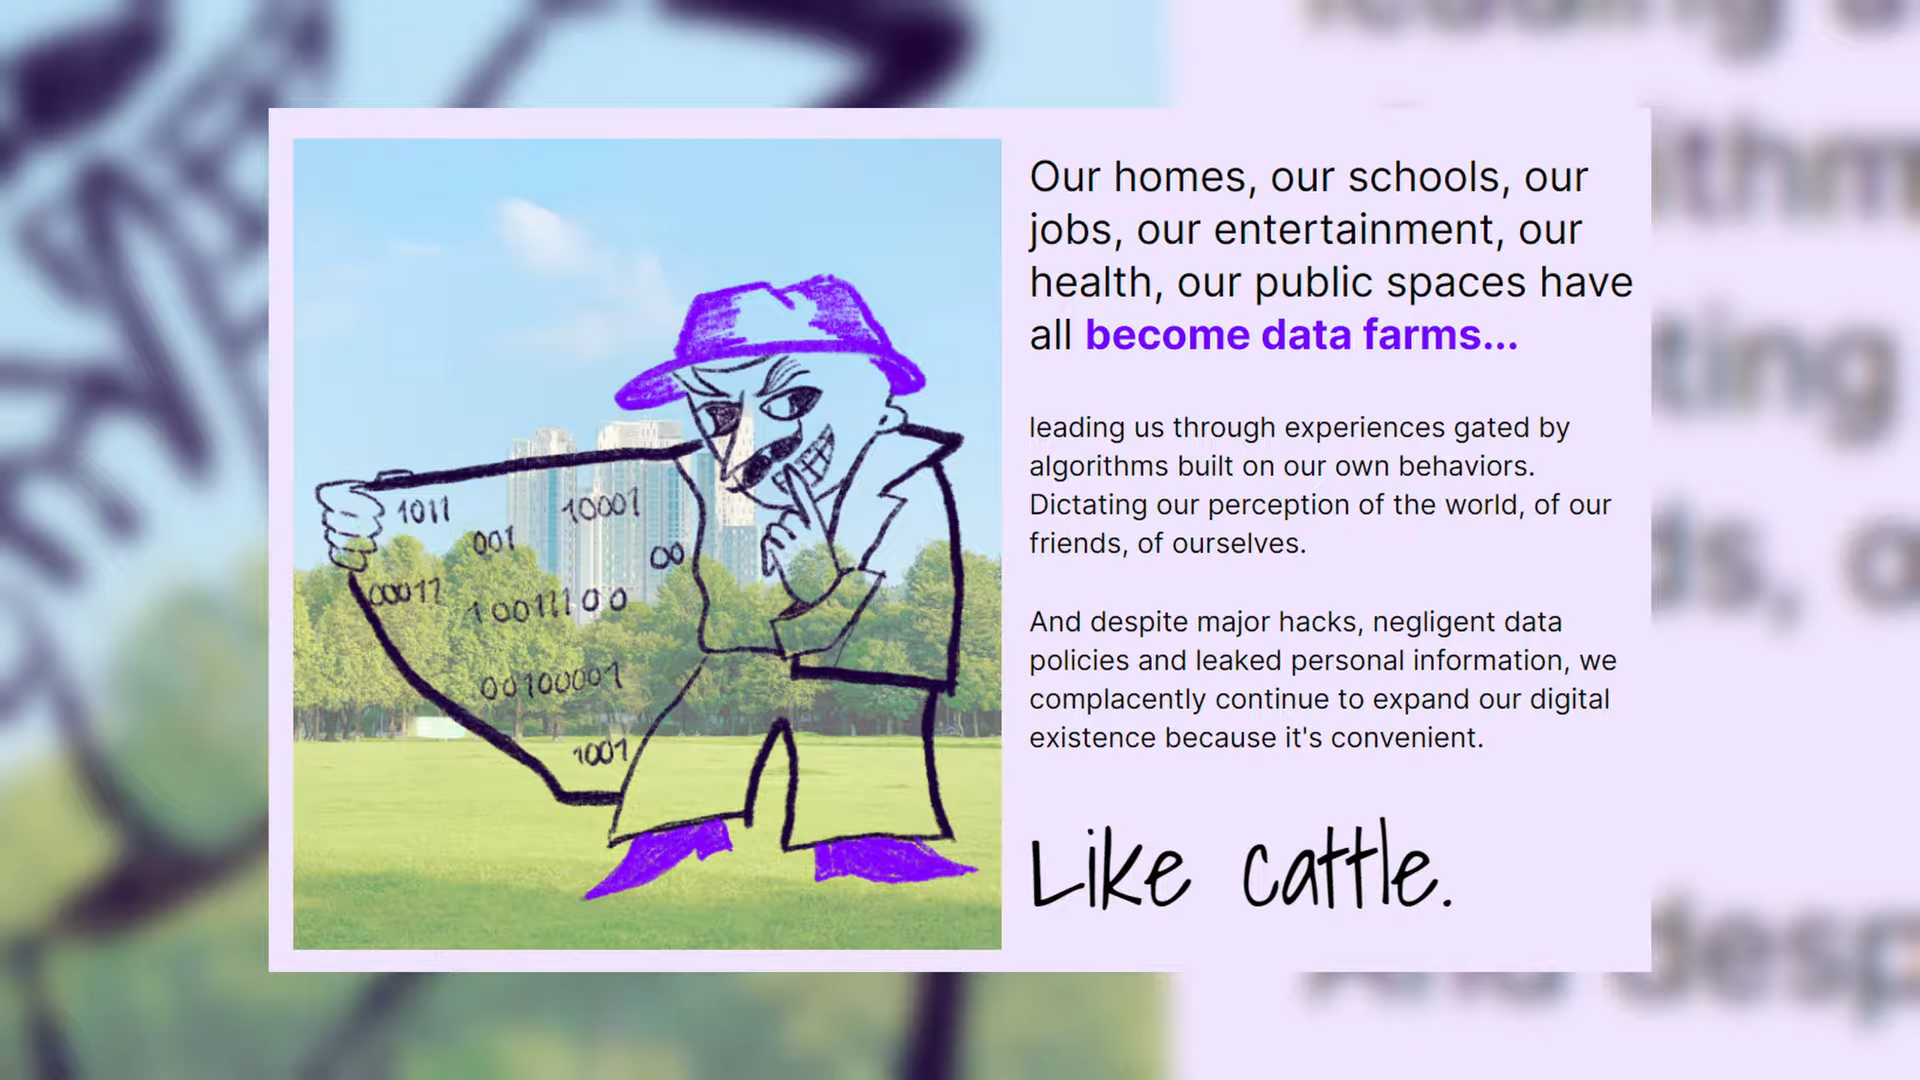 Our homes, our schools, our
jobs, our entertainment, our
health, our public spaces have
all become data farms...
leading us through experiences gated by
algorithms built on our own behaviors.
Dictating our perception of the world, of our
friends, of ourselves.
And despite major hacks, negligent data
policies and leaked personal information, we
complacently continue to expand our digital
existence because it's convenient.
Like cattle.
1011
10001
001
00
00011
10011100
00100001
1001